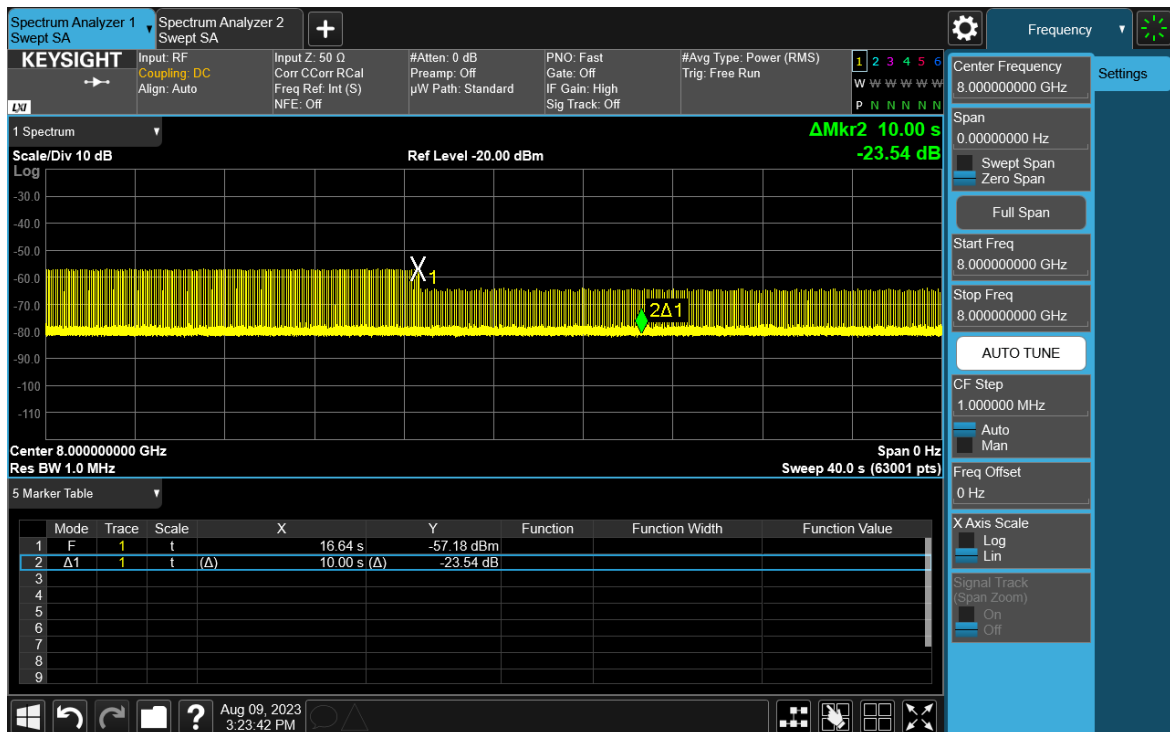 Spectrum Analyzer 1
Swept SA
Spectrum Analyzer 2
Swept SA
Frequency
KEYSIGHT
LXI
Input: RF
Coupling: DC
Align: Auto
Input Z: 50 Ω
Corr CCorr RCal
Freq Ref: Int (S)
NFE: Off
#Atten: 0 dB
Preamp: Off
µW Path: Standard
PNO: Fast
Gate: Off
IF Gain: High
Sig Track: Off
#Avg Type: Power (RMS)
Trig: Free Run
1 2 3 4 5 6
W W W W W W
P N N N N N
1 Spectrum
ΔMkr2 10.00 s
-23.54 dB
Scale/Div 10 dB
Ref Level -20.00 dBm
Log
-30.0
-40.0
-50.0
-60.0
-70.0
-80.0
-90.0
-100
-110
1
2Δ1
Center 8.000000000 GHz
Span 0 Hz
Res BW 1.0 MHz
Sweep 40.0 s (63001 pts)
5 Marker Table
Mode Trace Scale X Y Function Function Width Function Value
1 F 1 t 16.64 s -57.18 dBm
2 Δ1 1 t (Δ) 10.00 s (Δ) -23.54 dB
3
4
5
6
7
8
9
Aug 09, 2023
3:23:42 PM
?
Center Frequency
8.000000000 GHz
Settings
Span
0.00000000 Hz
Swept Span
Zero Span
Full Span
Start Freq
8.000000000 GHz
Stop Freq
8.000000000 GHz
AUTO TUNE
CF Step
1.000000 MHz
Auto
Man
Freq Offset
0 Hz
X Axis Scale
Log
Lin
Signal Track
(Span Zoom)
On
Off